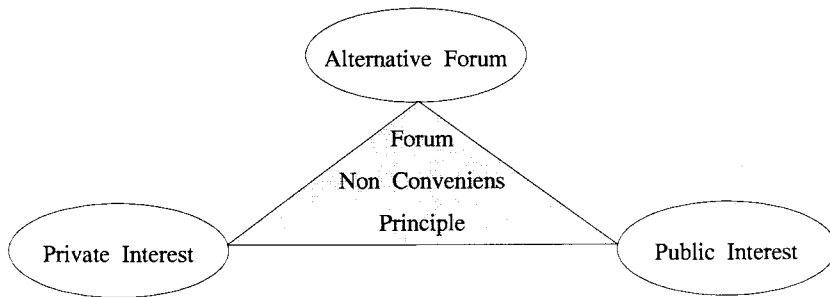 Alternative Forum
Forum
Non Conveniens
Principle
Private Interest
Public Interest